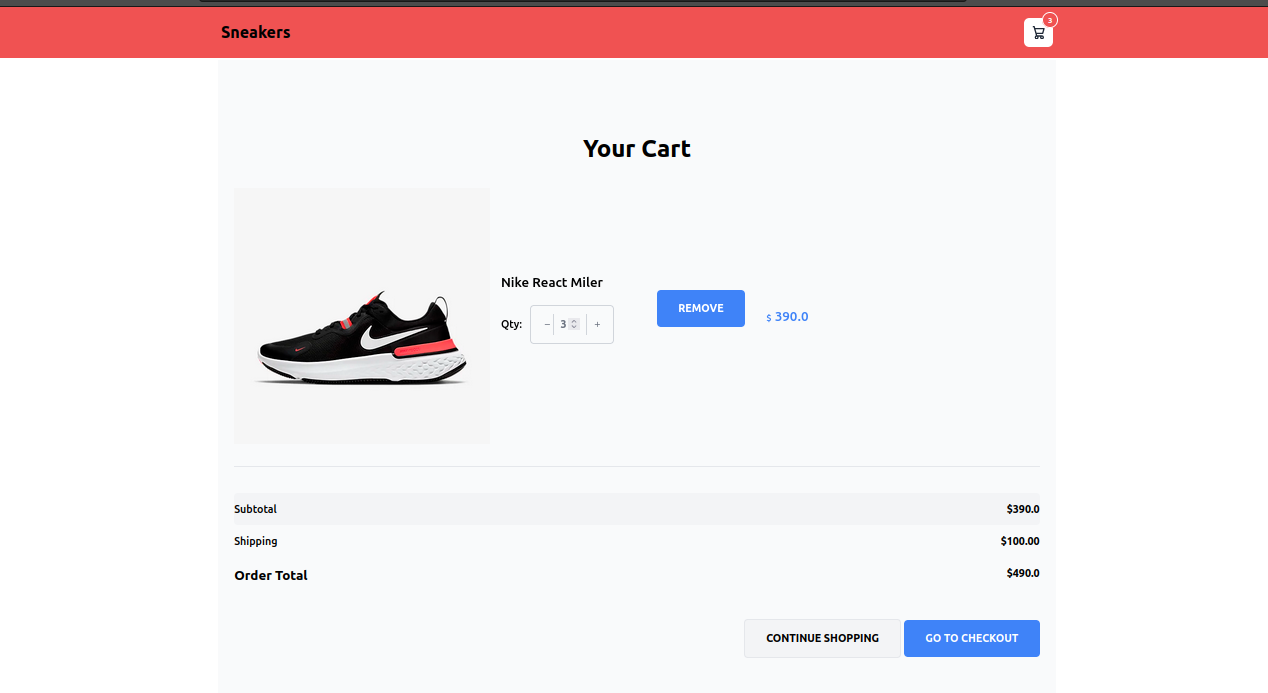 Sneakers
3
Your Cart
Nike React Miler
Qty: − 3 +
REMOVE
$ 390.0
Subtotal $390.0
Shipping $100.00
Order Total $490.0
CONTINUE SHOPPING GO TO CHECKOUT